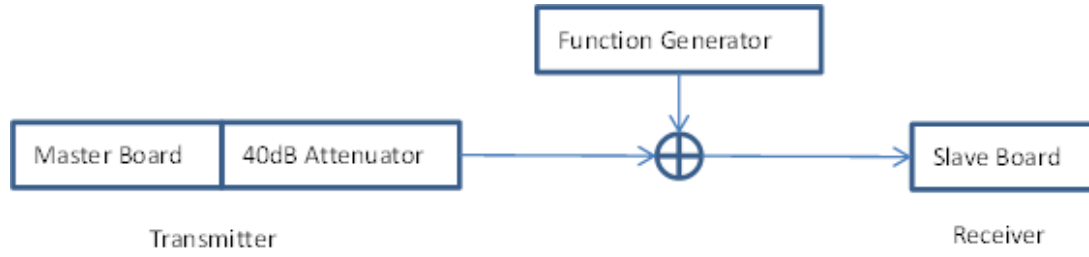 Function Generator
Master Board
40dB Attenuator
Slave Board
Transmitter
Receiver